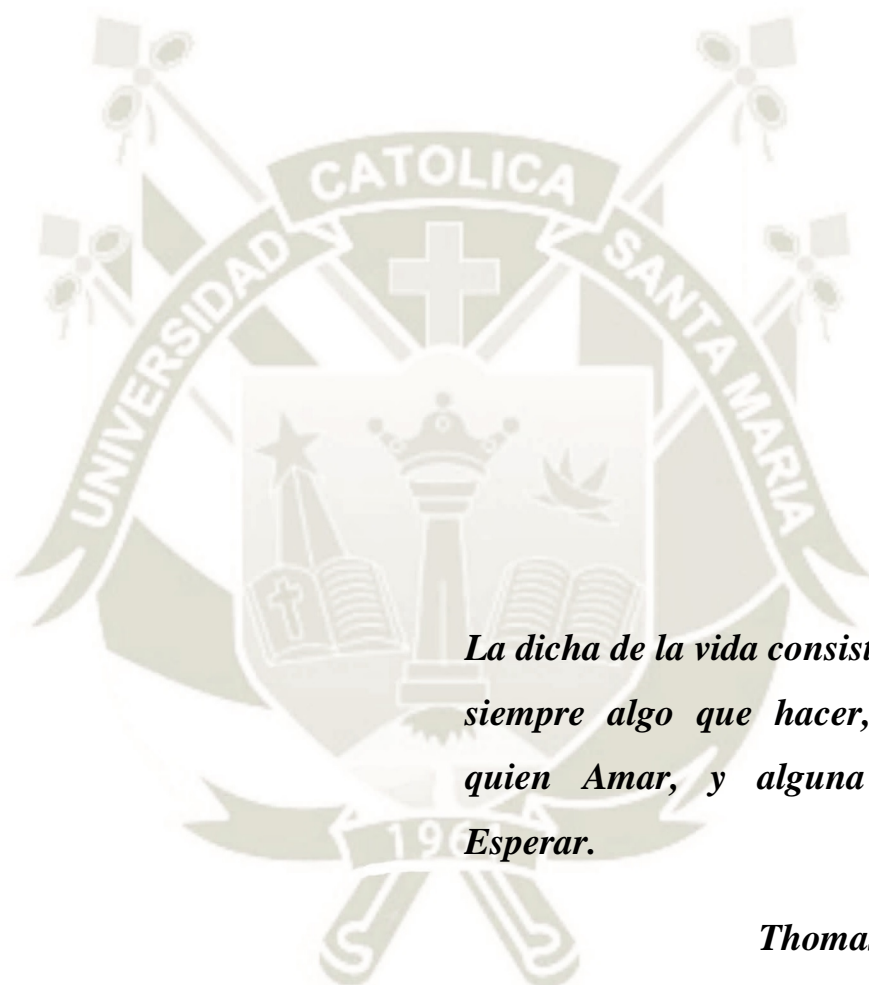 UNIVERSIDAD CATOLICA SANTA MARIA
La dicha de la vida consist
siempre algo que hacer,
quien Amar, y alguna
Esperar.
1961
Thoma